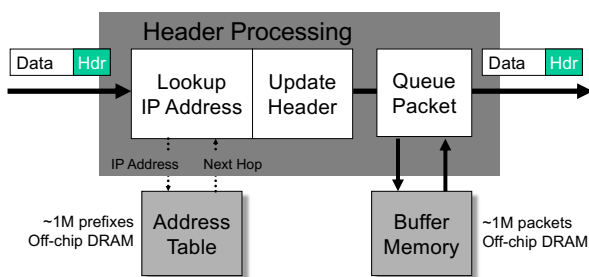 Header Processing
Data Hdr
Lookup
IP Address
Update
Header
Queue
Packet
Data Hdr
IP Address
Next Hop
~1M prefixes
Off-chip DRAM
Address
Table
Buffer
Memory
~1M packets
Off-chip DRAM